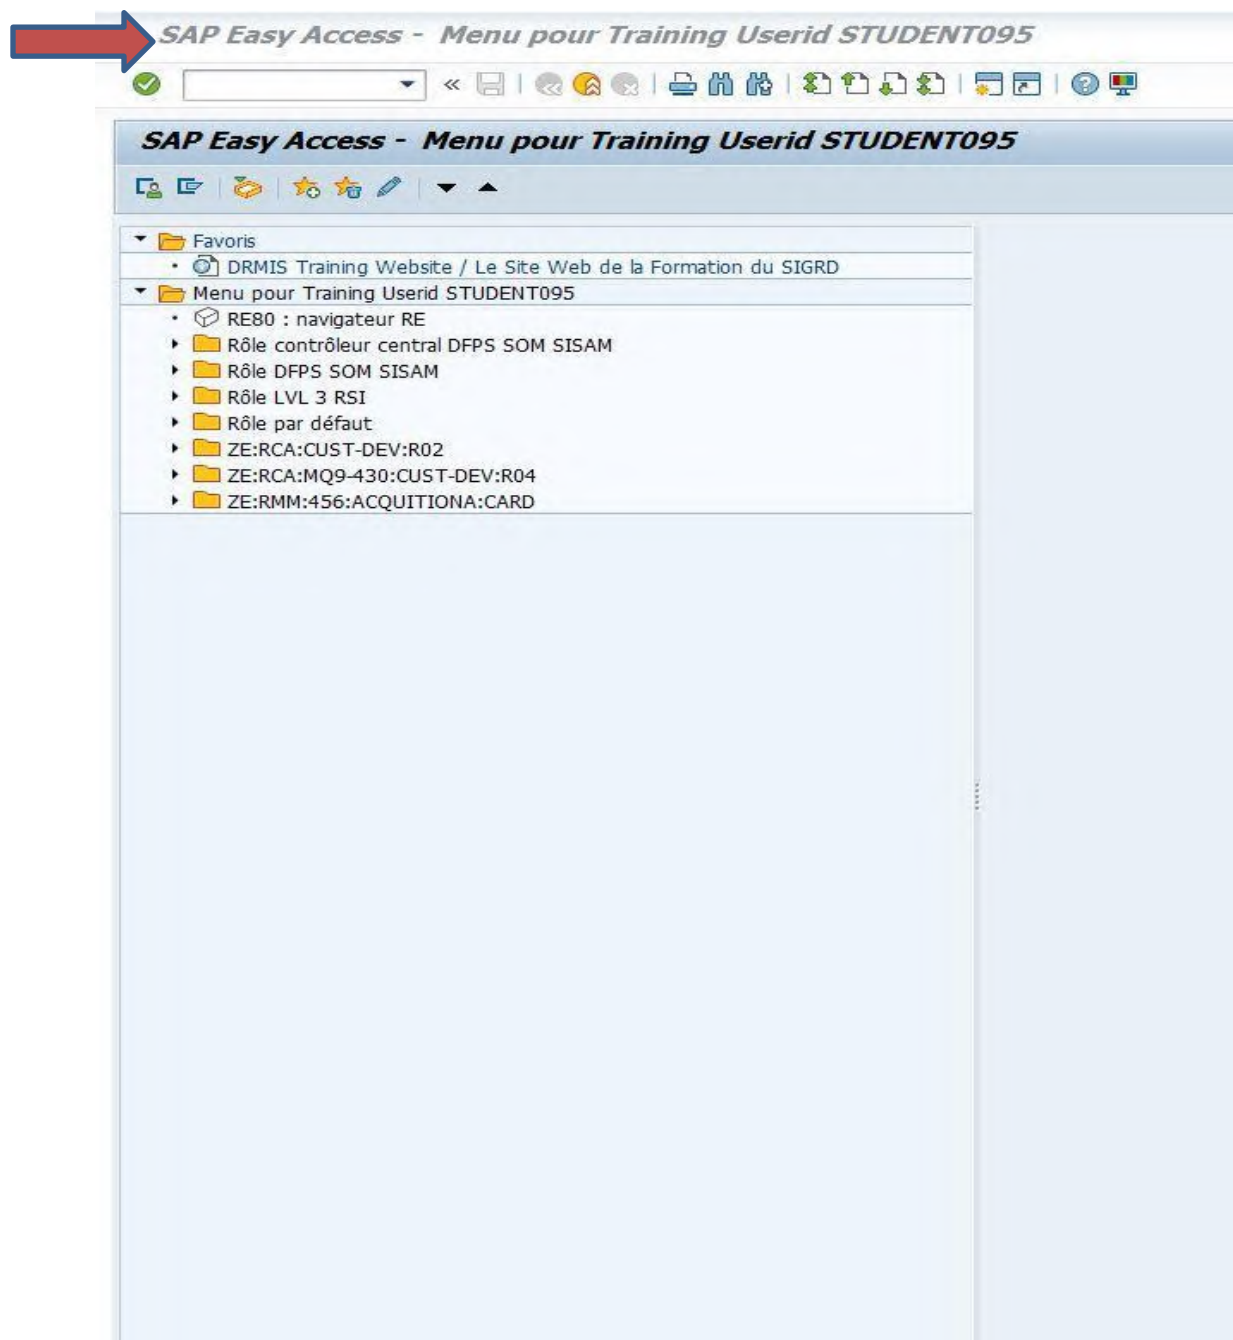 SAP Easy Access - Menu pour Training Userid STUDENT095
SAP Easy Access - Menu pour Training Userid STUDENT095
Favoris
DRMIS Training Website / Le Site Web de la Formation du SIGRD
Menu pour Training Userid STUDENT095
RE80 : navigateur RE
Rôle contrôleur central DFPS SOM SISAM
Rôle DFPS SOM SISAM
Rôle LVL 3 RSI
Rôle par défaut
ZE:RCA:CUST-DEV:R02
ZE:RCA:MQ9-430:CUST-DEV:R04
ZE:RMM:456:ACQUITIONA:CARD